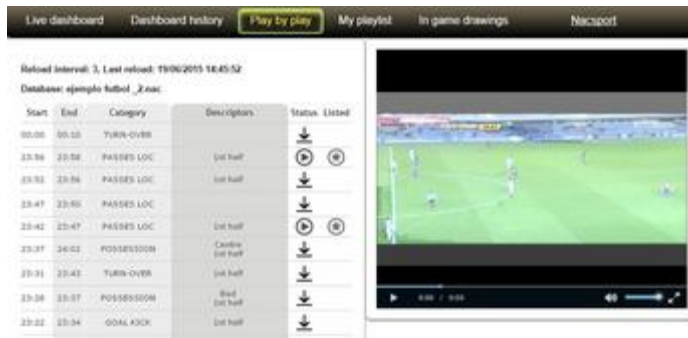 Live dashboard Dashboard history Play by play My playlist In game drawings Nacsport
Reload interval: 3, Last reload: 19/06/2015 14:45:52
Database: ejemplo futbol _2.nac
Start End Category Descriptors Status Listed
00:00 00:10 TURN-OVER
23:56 23:58 PASSES LOC 1st half
23:52 23:56 PASSES LOC 1st half
23:47 23:50 PASSES LOC
23:42 23:47 PASSES LOC 1st half
23:37 24:02 POSSESSION Centre
1st half
23:31 23:43 TURN-OVER 1st half
23:28 23:37 POSSESSION Bad
1st half
23:22 23:34 GOAL KICK 1st half